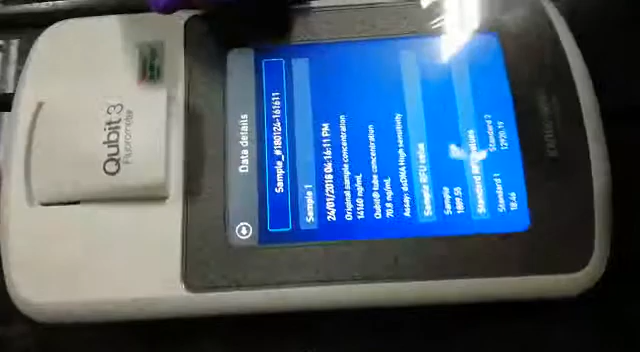 Qubit 3
Fluorometer
Data details
Sample_#180124-161611
Sample 1
24/01/2018 04:16:11 PM
Original sample concentration
14160 ng/mL
Qubit® tube concentration
70.8 ng/mL
Assay: dsDNA High sensitivity
Sample RFU value
Sample
Standard RFU values
Standard 1
Standard 2
18.46